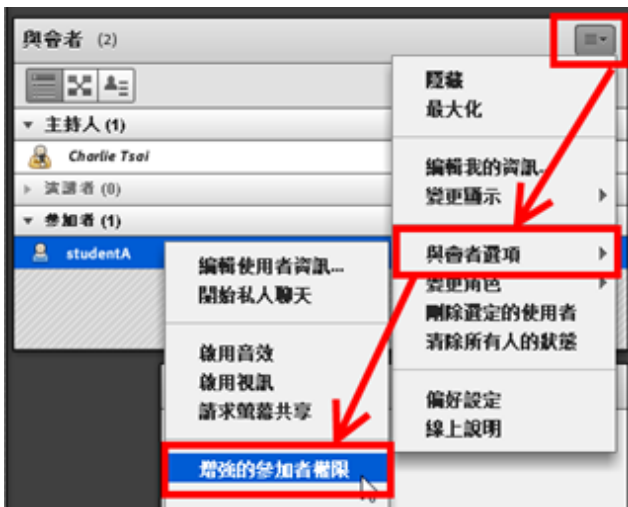 與會者 (2)
主持人 (1)
Charlie Tsai
演講者 (0)
參加者 (1)
studentA
隱藏
最大化
編輯我的資訊...
變更顯示
與會者選項
變更角色
刪除選定的使用者
清除所有人的狀態
偏好設定
線上說明
編輯使用者資訊...
開始私人聊天
啟用音效
啟用視訊
請求螢幕共享
增強的參加者權限